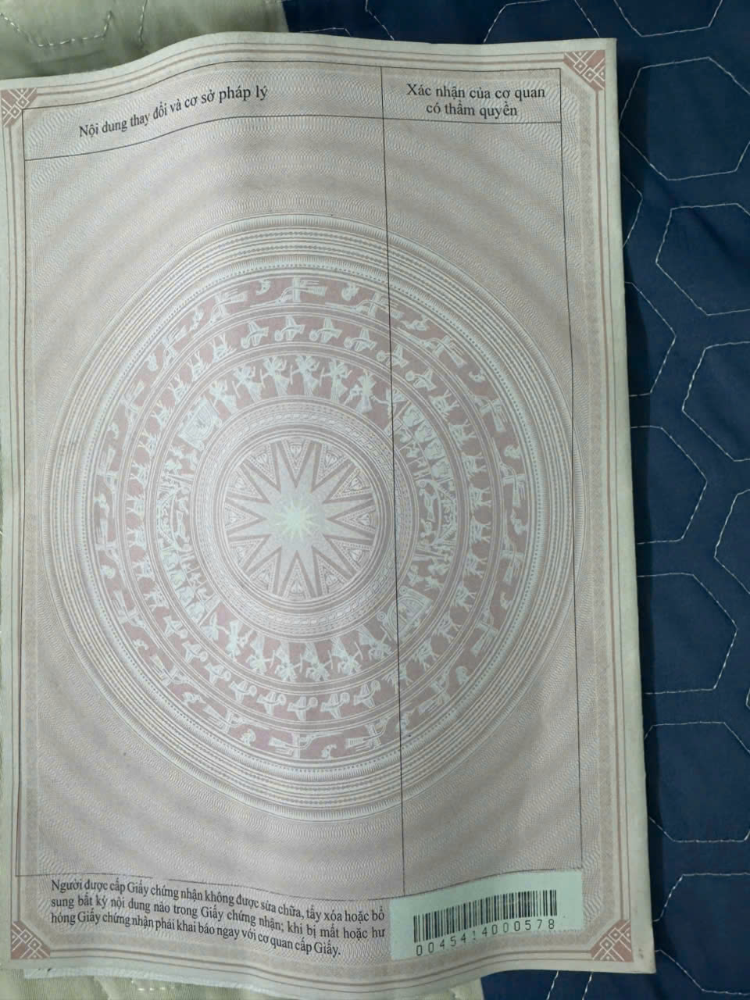 Nội dung thay đổi và cơ sở pháp lý
Xác nhận của cơ quan
có thẩm quyền
Người được cấp Giấy chứng nhận không được sửa chữa, tẩy xóa hoặc bổ
sung bất kỳ nội dung nào trong Giấy chứng nhận; khi bị mất hoặc hư
hỏng Giấy chứng nhận phải khai báo ngay với cơ quan cấp Giấy.
0045414000578